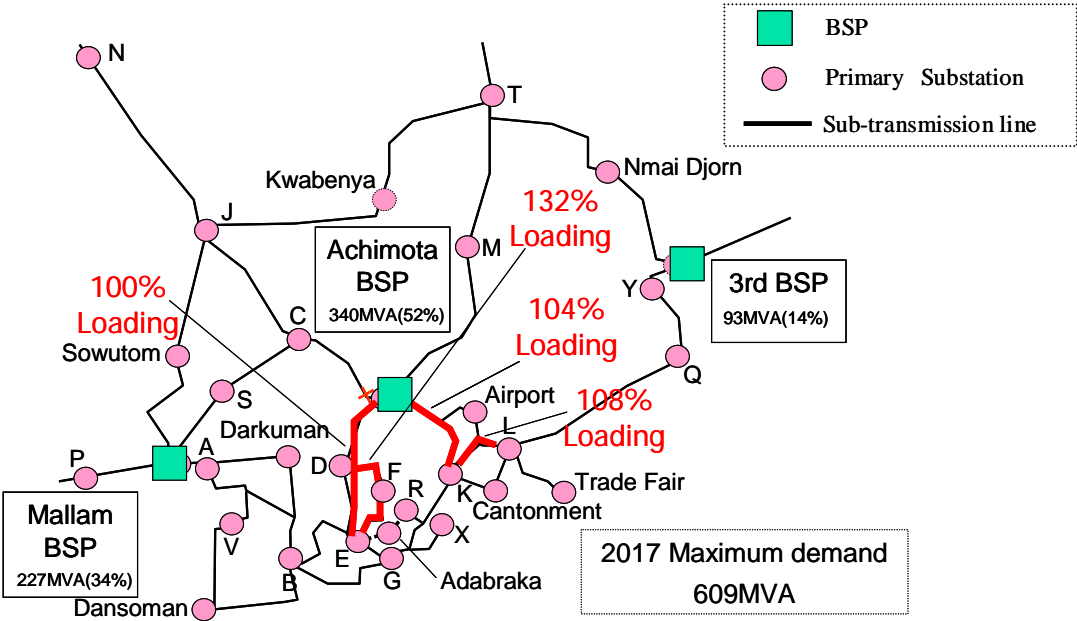 BSP
Primary Substation
Sub-transmission line
N
T
Nmai Djorn
Kwabenya
132%
Loading
J
Achimota
BSP
340MVA(52%)
M
100%
Loading
Y
3rd BSP
93MVA(14%)
104%
Loading
C
Sowutom
Q
S
Airport
108%
Loading
L
Darkuman
P
A
D
F
K
Trade Fair
R
Cantonment
Mallam
BSP
227MVA(34%)
V
X
E
G
B
Adabraka
Dansoman
2017 Maximum demand
609MVA